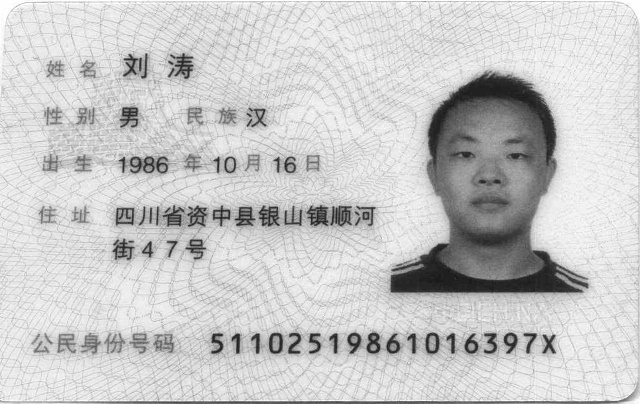 姓名 刘涛
性别 男 民族 汉
出生 1986 年 10 月 16 日
住址 四川省资中县银山镇顺河
街47号
公民身份号码 51102519861016397X